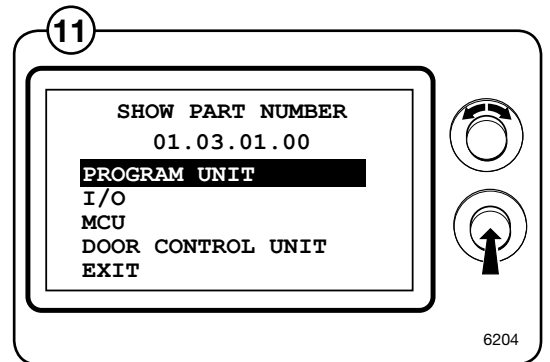 11
SHOW PART NUMBER
01.03.01.00
PROGRAM UNIT
I/O
MCU
DOOR CONTROL UNIT
EXIT
6204